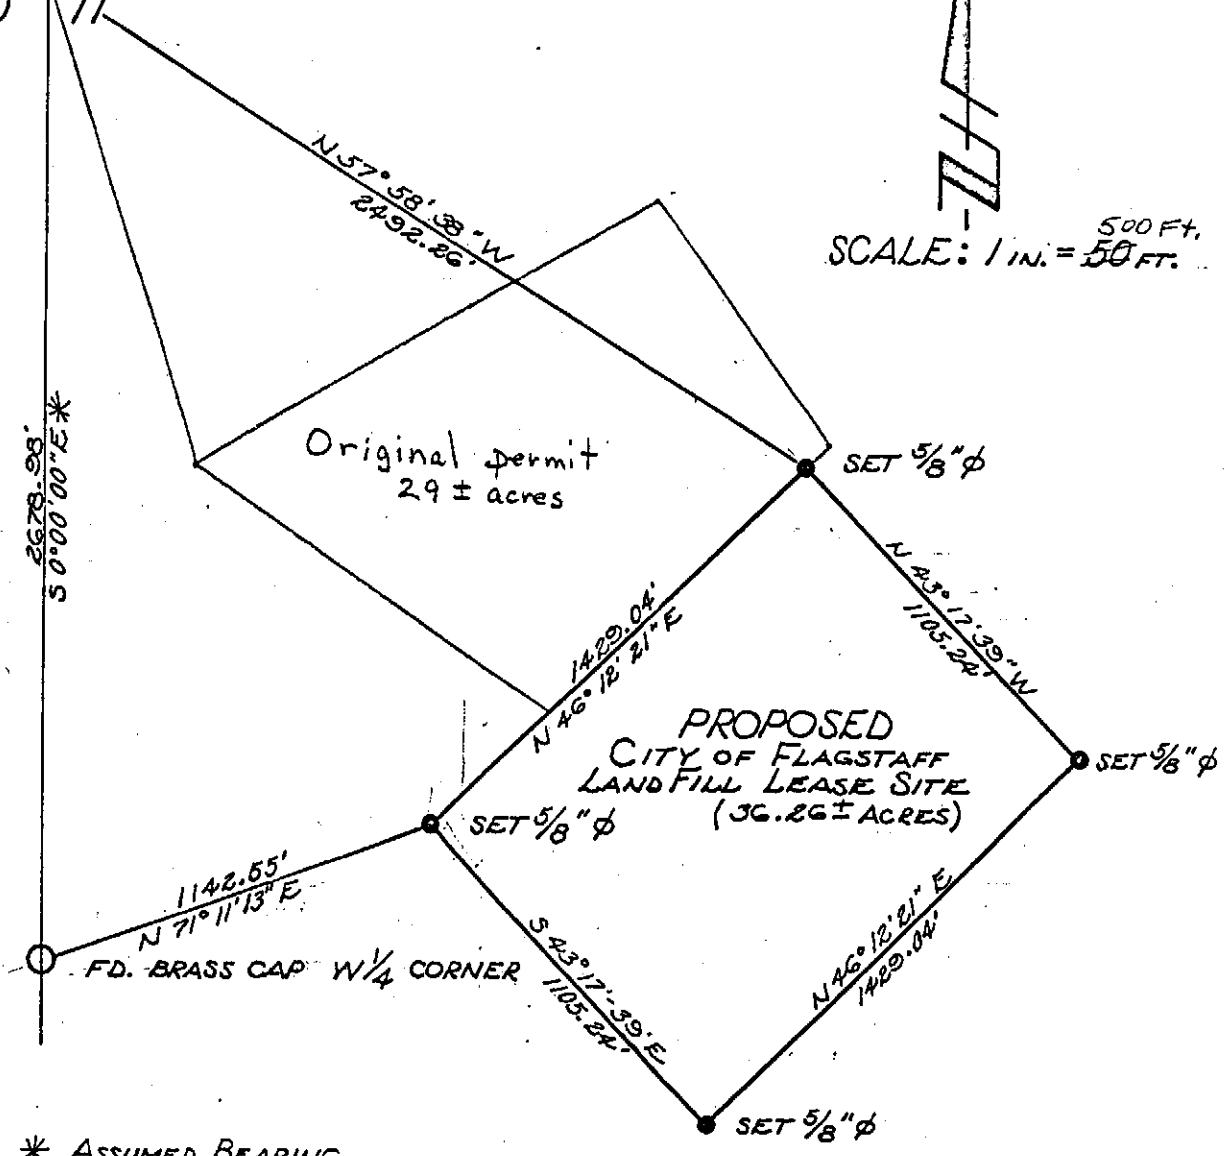 11
N 57° 58' 38" W
2492.26'
500 Ft.
SCALE: 1 IN. = 50 FT.
2678.98'
S 0°00'00" E *
Original permit
29 ± acres
SET 5/8" ϕ
N 43° 17' 39" W
1105.24'
1429.04'
N 46° 12' 21" E
PROPOSED
CITY OF FLAGSTAFF
LANDFILL LEASE SITE
(36.26± ACRES)
SET 5/8" ϕ
SET 5/8" ϕ
1142.55'
N 71° 11' 13" E
FD. BRASS CAP W 1/4 CORNER
S 43° 17'-39' E
1105.24'
N 46° 12' 21" E
1429.04'
SET 5/8" ϕ
* ASSUMED BEARING